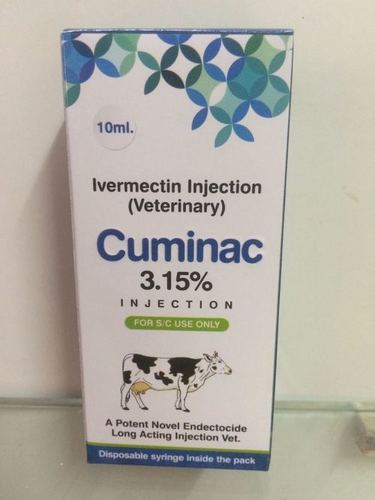 10ml.
Ivermectin Injection
(Veterinary)
Cuminac
3.15%
INJECTION
FOR S/C USE ONLY
A Potent Novel Endectocide
Long Acting Injection Vet.
Disposable syringe inside the pack